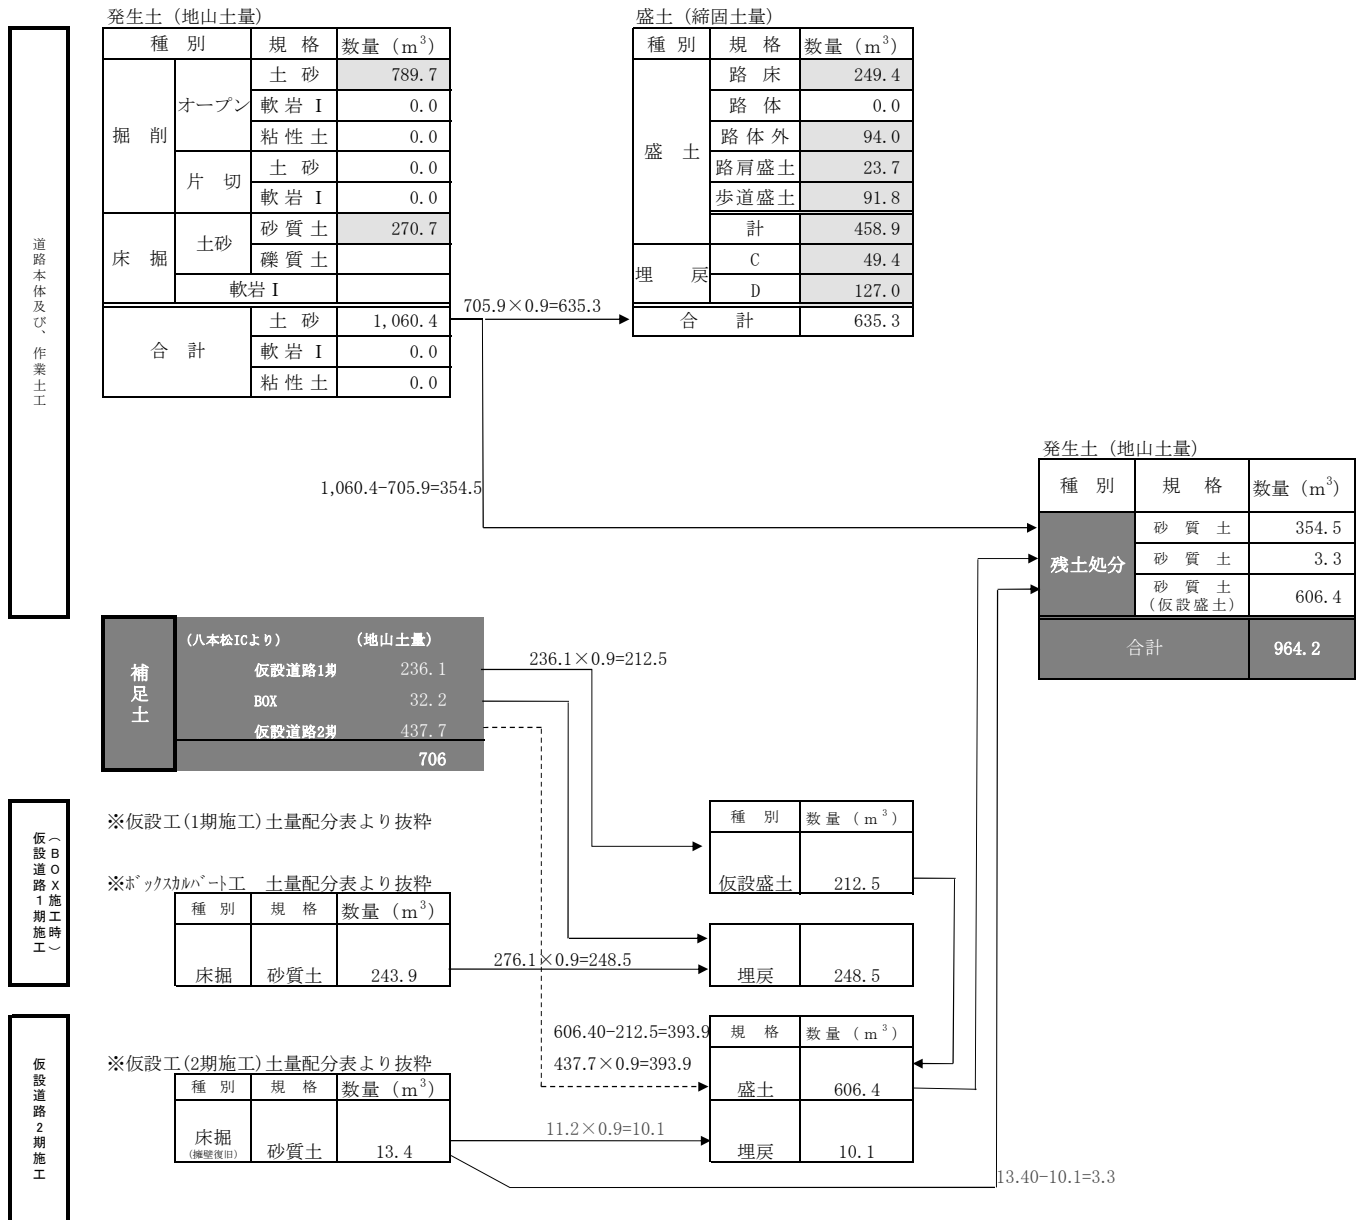 発生土（地山土量）
種 別 規 格 数量（m³）
掘 削 オープン 土 砂 789.7
軟 岩 Ⅰ 0.0
粘 性 土 0.0
片 切 土 砂 0.0
軟 岩 Ⅰ 0.0
床 掘 土砂 砂 質 土 270.7
礫 質 土
軟岩Ⅰ
合 計 土 砂 1,060.4
軟 岩 Ⅰ 0.0
粘 性 土 0.0
盛土（締固土量）
種 別 規 格 数量（m³）
盛 土 路 床 249.4
路 体 0.0
路 体 外 94.0
路肩盛土 23.7
歩道盛土 91.8
計 458.9
埋 戻 C 49.4
D 127.0
合 計 635.3
705.9×0.9=635.3
道路本体及び、作業土工
1,060.4-705.9=354.5
発生土（地山土量）
種 別 規 格 数量（m³）
残土処分 砂 質 土 354.5
砂 質 土 3.3
砂 質 土 606.4
(仮設盛土)
合計 964.2
補足土
(八本松ICより) (地山土量)
仮設道路1期 236.1
BOX 32.2
仮設道路2期 437.7
706
236.1×0.9=212.5
仮設道路1期施工
（BOX施工時）
※仮設工(1期施工)土量配分表より抜粋
種 別 数 量（m³）
仮設盛土 212.5
※ﾎﾞｯｸｽｶﾙﾊﾞｰﾄ工 土量配分表より抜粋
種 別 規 格 数量（m³）
床掘 砂質土 243.9
276.1×0.9=248.5
埋戻 248.5
仮設道路2期施工
606.40-212.5=393.9
437.7×0.9=393.9
規 格 数 量（m³）
盛土 606.4
※仮設工(2期施工)土量配分表より抜粋
種 別 規 格 数量（m³）
床掘 砂質土 13.4
(擁壁復旧)
11.2×0.9=10.1
埋戻 10.1
13.40-10.1=3.3